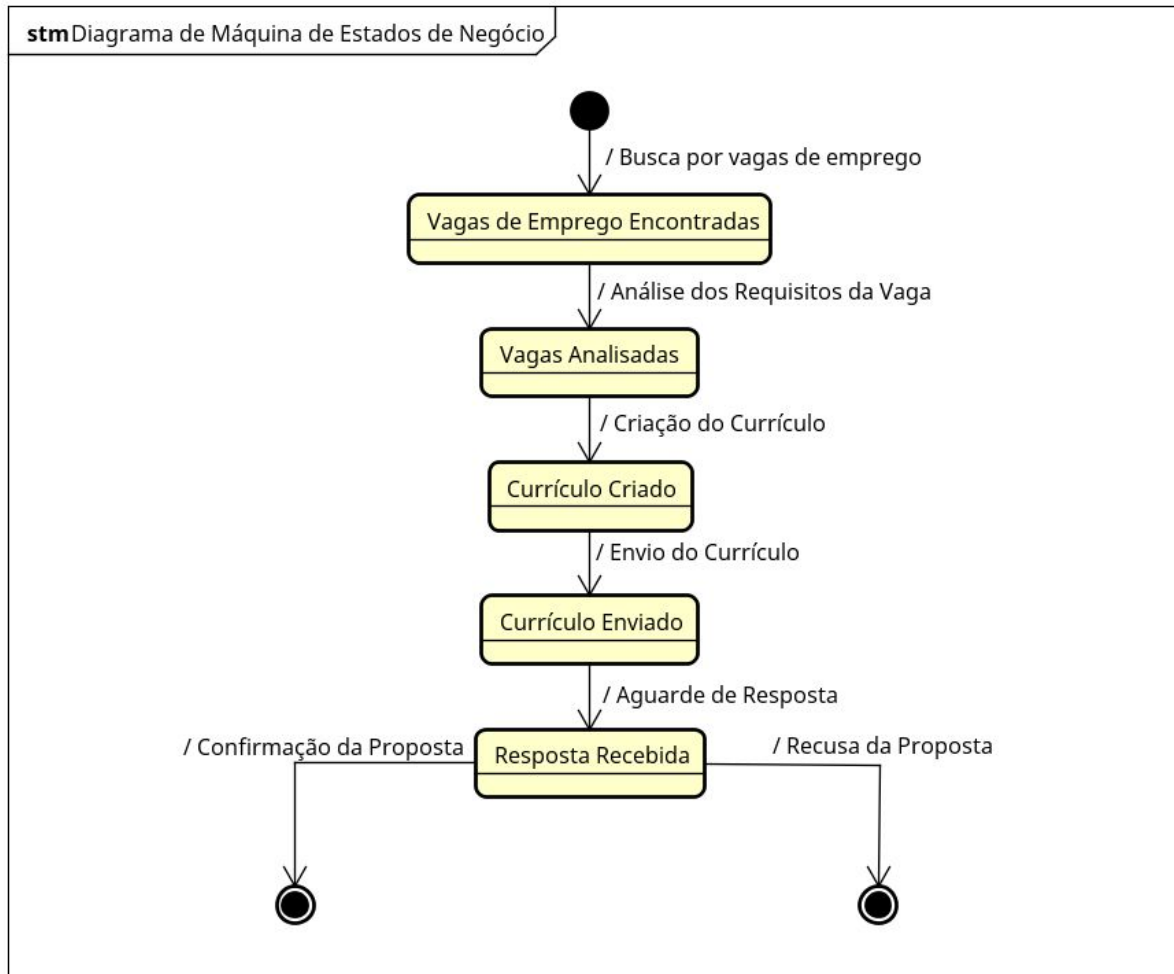 stm Diagrama de Máquina de Estados de Negócio
/ Busca por vagas de emprego
Vagas de Emprego Encontradas
/ Análise dos Requisitos da Vaga
Vagas Analisadas
/ Criação do Currículo
Currículo Criado
/ Envio do Currículo
Currículo Enviado
/ Aguarde de Resposta
/ Confirmação da Proposta
Resposta Recebida
/ Recusa da Proposta